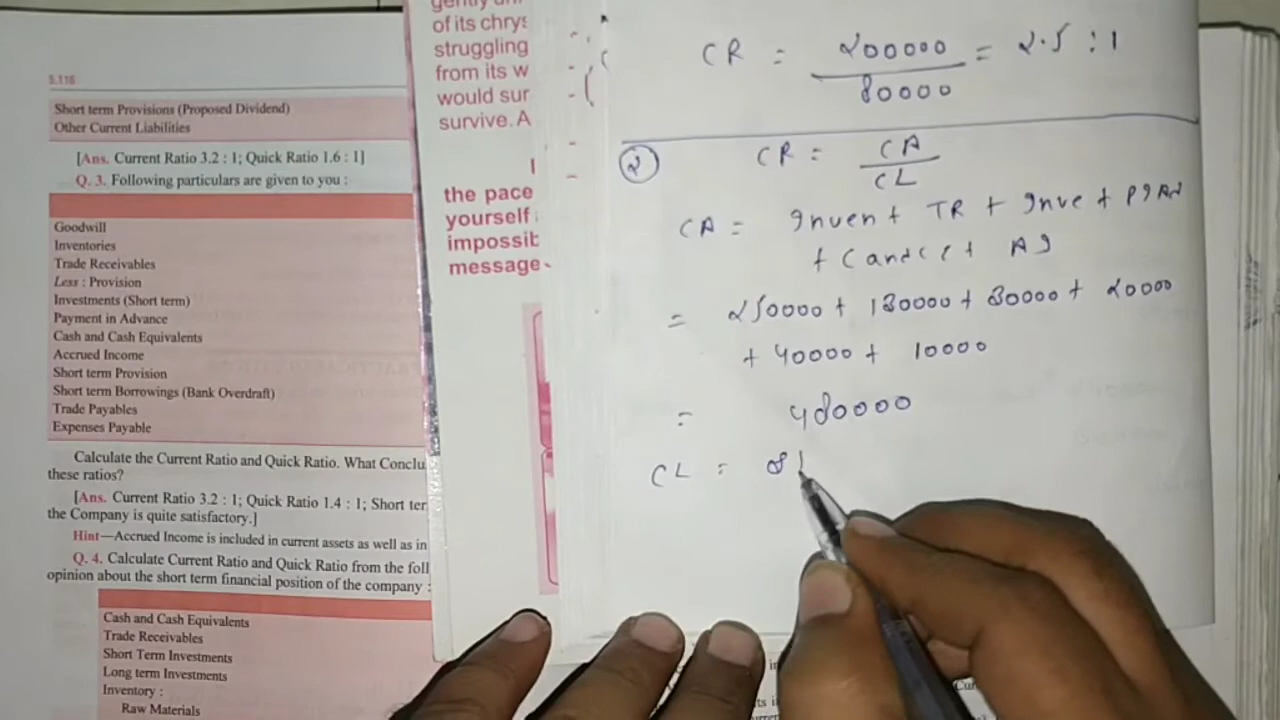 5.116
Short term Provisions (Proposed Dividend)
Other Current Liabilities
[Ans. Current Ratio 3.2 : 1; Quick Ratio 1.6 : 1]
Q. 3. Following particulars are given to you :
Goodwill
Inventories
Trade Receivables
Less : Provision
Investments (Short term)
Payment in Advance
Cash and Cash Equivalents
Accrued Income
Short term Provision
Short term Borrowings (Bank Overdraft)
Trade Payables
Expenses Payable
Calculate the Current Ratio and Quick Ratio. What Conclu
these ratios?
[Ans. Current Ratio 3.2 : 1; Quick Ratio 1.4 : 1; Short ter
the Company is quite satisfactory.]
Hint—Accrued Income is included in current assets as well as in
Q. 4. Calculate Current Ratio and Quick Ratio from the foll
opinion about the short term financial position of the company :
Cash and Cash Equivalents
Trade Receivables
Short Term Investments
Long term Investments
Inventory :
Raw Materials
of its chrys
struggling
from its w
would sur
survive. A
I
the pace
yourself
impossib
message
CR = 200000 / 80000 = 2.5 : 1
2 CR = CA / CL
CA = Inven + TR + Inve +
+ C and CE + AI
= 250000 + 130000 + 30000 + 20000
+ 40000 + 10000
= 480000
CL =